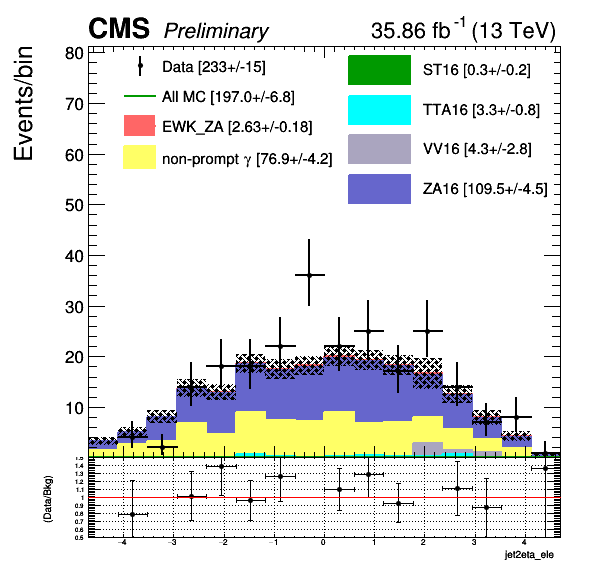 CMS Preliminary 35.86 fb⁻¹ (13 TeV)
Events/bin
80
70
60
50
40
30
20
10
Data [233+/-15]
All MC [197.0+/-6.8]
EWK_ZA [2.63+/-0.18]
non-prompt γ [76.9+/-4.2]
ST16 [0.3+/-0.2]
TTA16 [3.3+/-0.8]
VV16 [4.3+/-2.8]
ZA16 [109.5+/-4.5]
(Data/Bkg)
1.5
1.4
1.3
1.2
1.1
1
0.9
0.8
0.7
0.6
0.5
−4 −3 −2 −1 0 1 2 3 4
jet2eta_ele